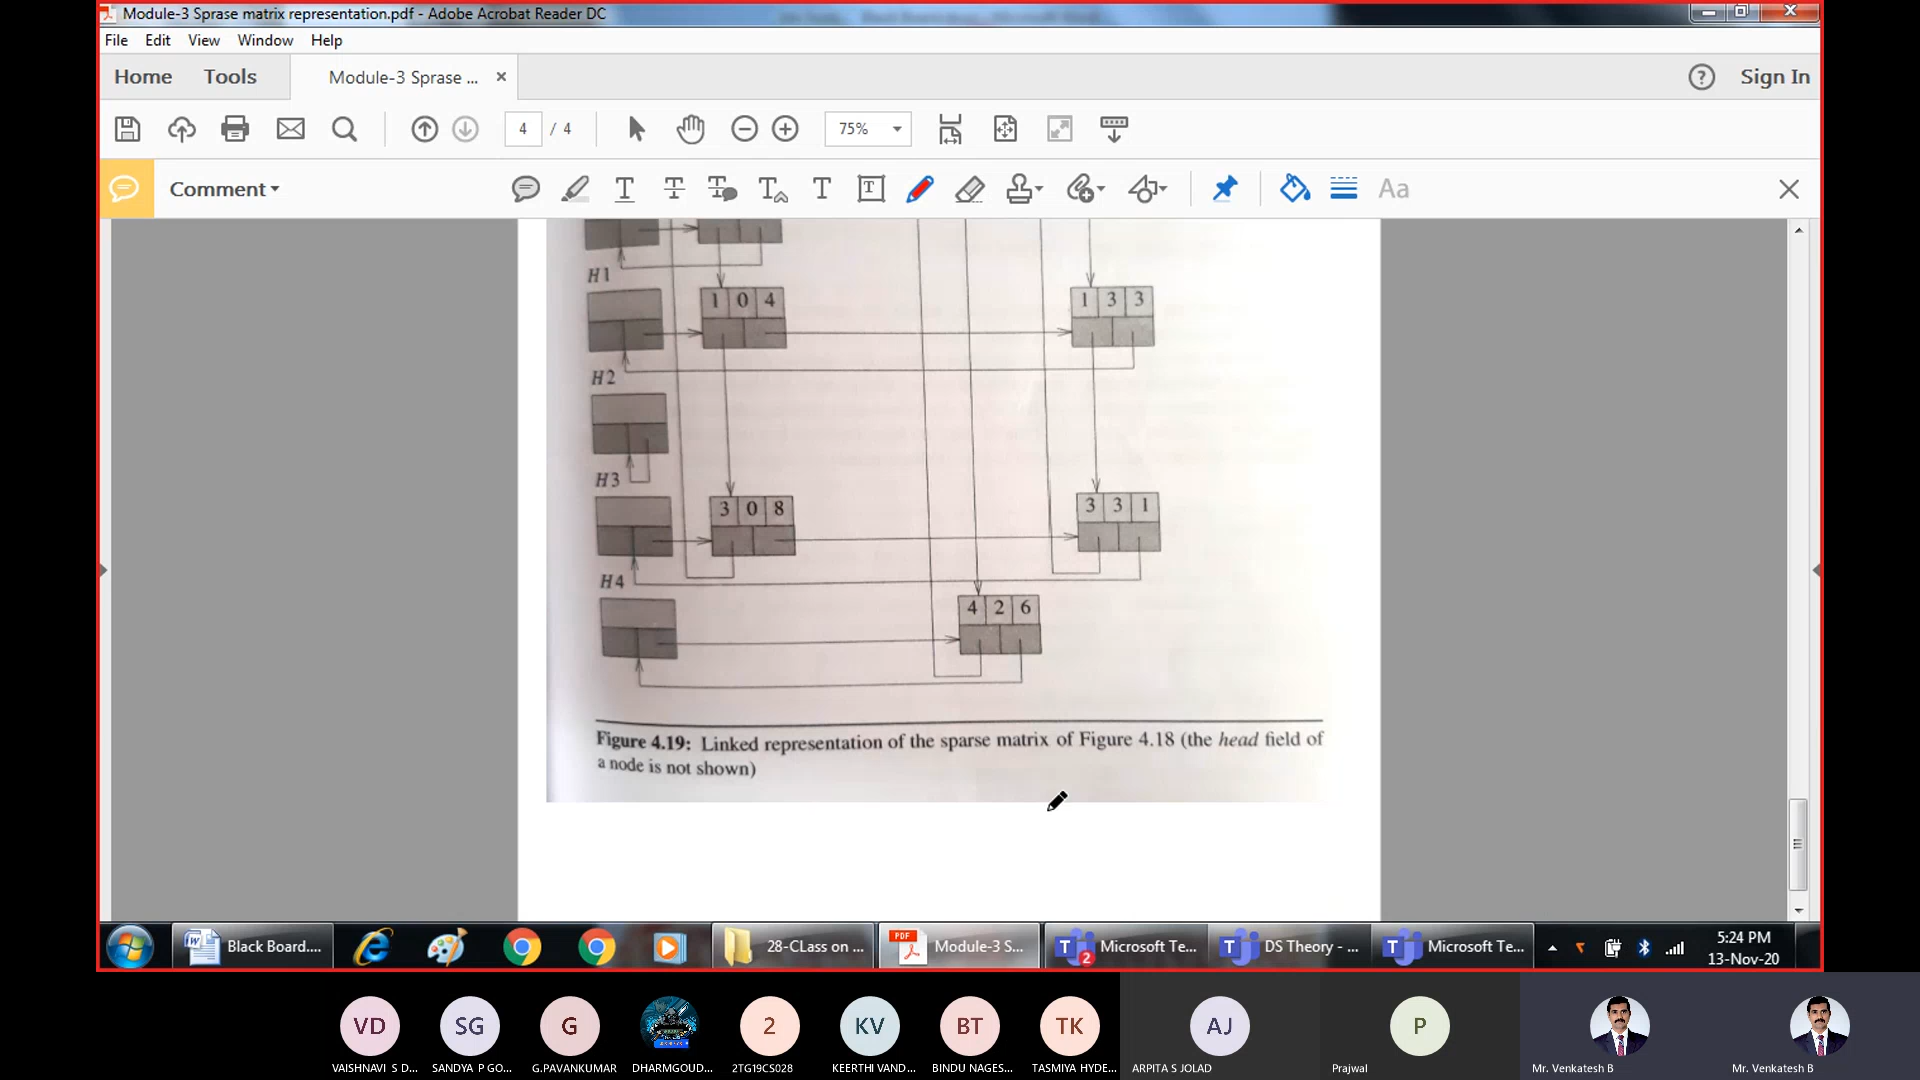 Module-3 Sprase matrix representation.pdf - Adobe Acrobat Reader DC
File Edit View Window Help
Home Tools Module-3 Sprase ... × ? Sign In
4 / 4 75%
Comment T T T T T T Aa
H1
1 0 4 1 3 3
H2
H3
3 0 8 3 3 1
H4
4 2 6
Figure 4.19: Linked representation of the sparse matrix of Figure 4.18 (the head field of
a node is not shown)
Black Board.... 28-CLass on ... PDF Module-3 S... T 2 Microsoft Te... T DS Theory - ... T Microsoft Te... 5:24 PM
13-Nov-20
VD SG G 2 KV BT TK AJ P
VAISHNAVI S D... SANDYA P GO... G.PAVANKUMAR DHARMGOUD... 2TG19CS028 KEERTHI VAND... BINDU NAGES... TASMIYA HYDE... ARPITA S JOLAD Prajwal Mr. Venkatesh B Mr. Venkatesh B